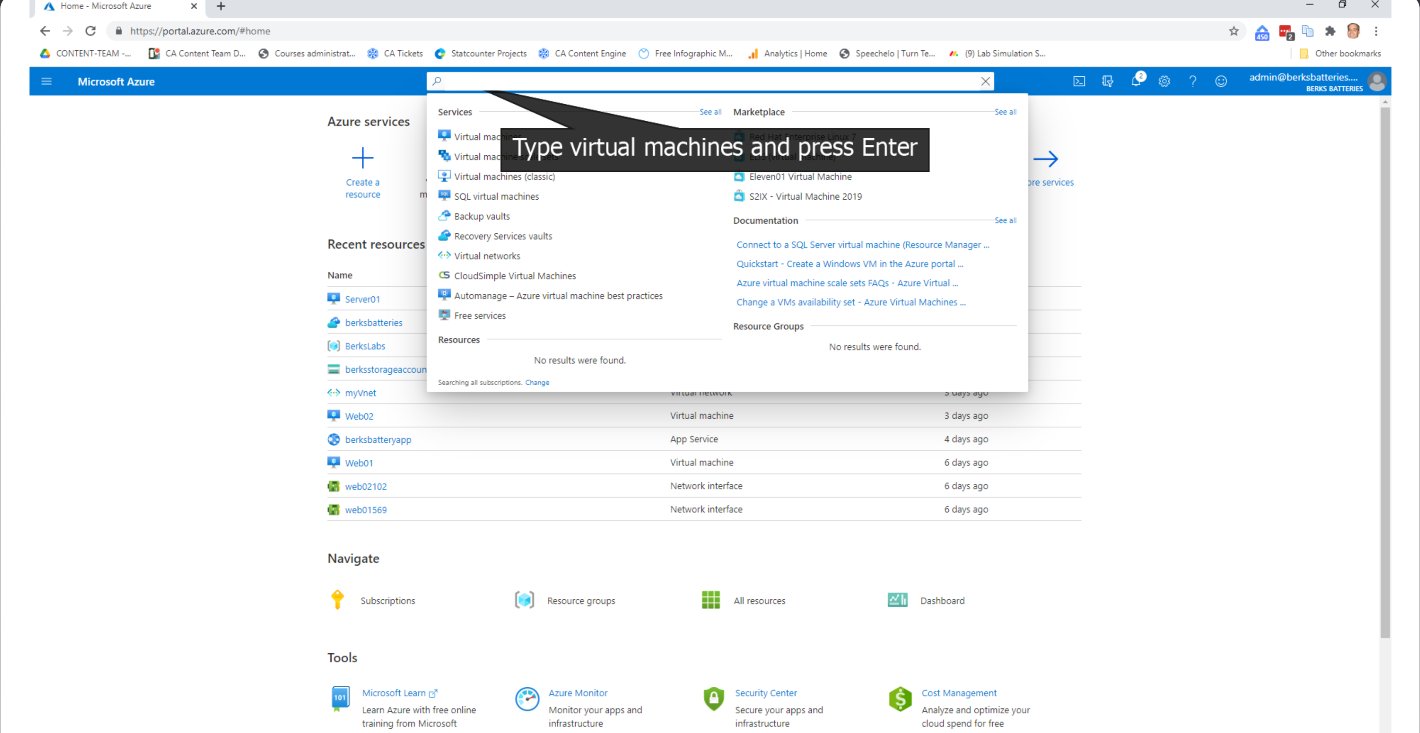 Home - Microsoft Azure
https://portal.azure.com/#home
450
2
CONTENT-TEAM -... CA Content Team D... Courses administrat... CA Tickets Statcounter Projects CA Content Engine Free Infographic M... Analytics | Home Speechelo | Turn Te... (9) Lab Simulation S... Other bookmarks
Microsoft Azure
2
admin@berksbatteries....
BERKS BATTERIES
Azure services
Create a
resource
Services See all
Virtual machines
Virtual machine
Virtual machines (classic)
SQL virtual machines
Backup vaults
Recovery Services vaults
Virtual networks
CS CloudSimple Virtual Machines
Automanage – Azure virtual machine best practices
Free services
Resources
No results were found.
Searching all subscriptions. Change
Marketplace See all
Red Hat Enterprise Linux 7
Eleven01 Virtual Machine
S2IX - Virtual Machine 2019
Documentation See all
Connect to a SQL Server virtual machine (Resource Manager ...
Quickstart - Create a Windows VM in the Azure portal ...
Azure virtual machine scale sets FAQs - Azure Virtual ...
Change a VMs availability set - Azure Virtual Machines ...
Resource Groups
No results were found.
Type virtual machines and press Enter
ore services
Recent resources
Name
Server01
berksbatteries
BerksLabs
berksstorageaccoun
myVnet Virtual network 3 days ago
Web02 Virtual machine 3 days ago
berksbatteryapp App Service 4 days ago
Web01 Virtual machine 6 days ago
web02102 Network interface 6 days ago
web01569 Network interface 6 days ago
Navigate
Subscriptions Resource groups All resources Dashboard
Tools
101
Microsoft Learn
Learn Azure with free online
training from Microsoft
Azure Monitor
Monitor your apps and
infrastructure
Security Center
Secure your apps and
infrastructure
Cost Management
Analyze and optimize your
cloud spend for free